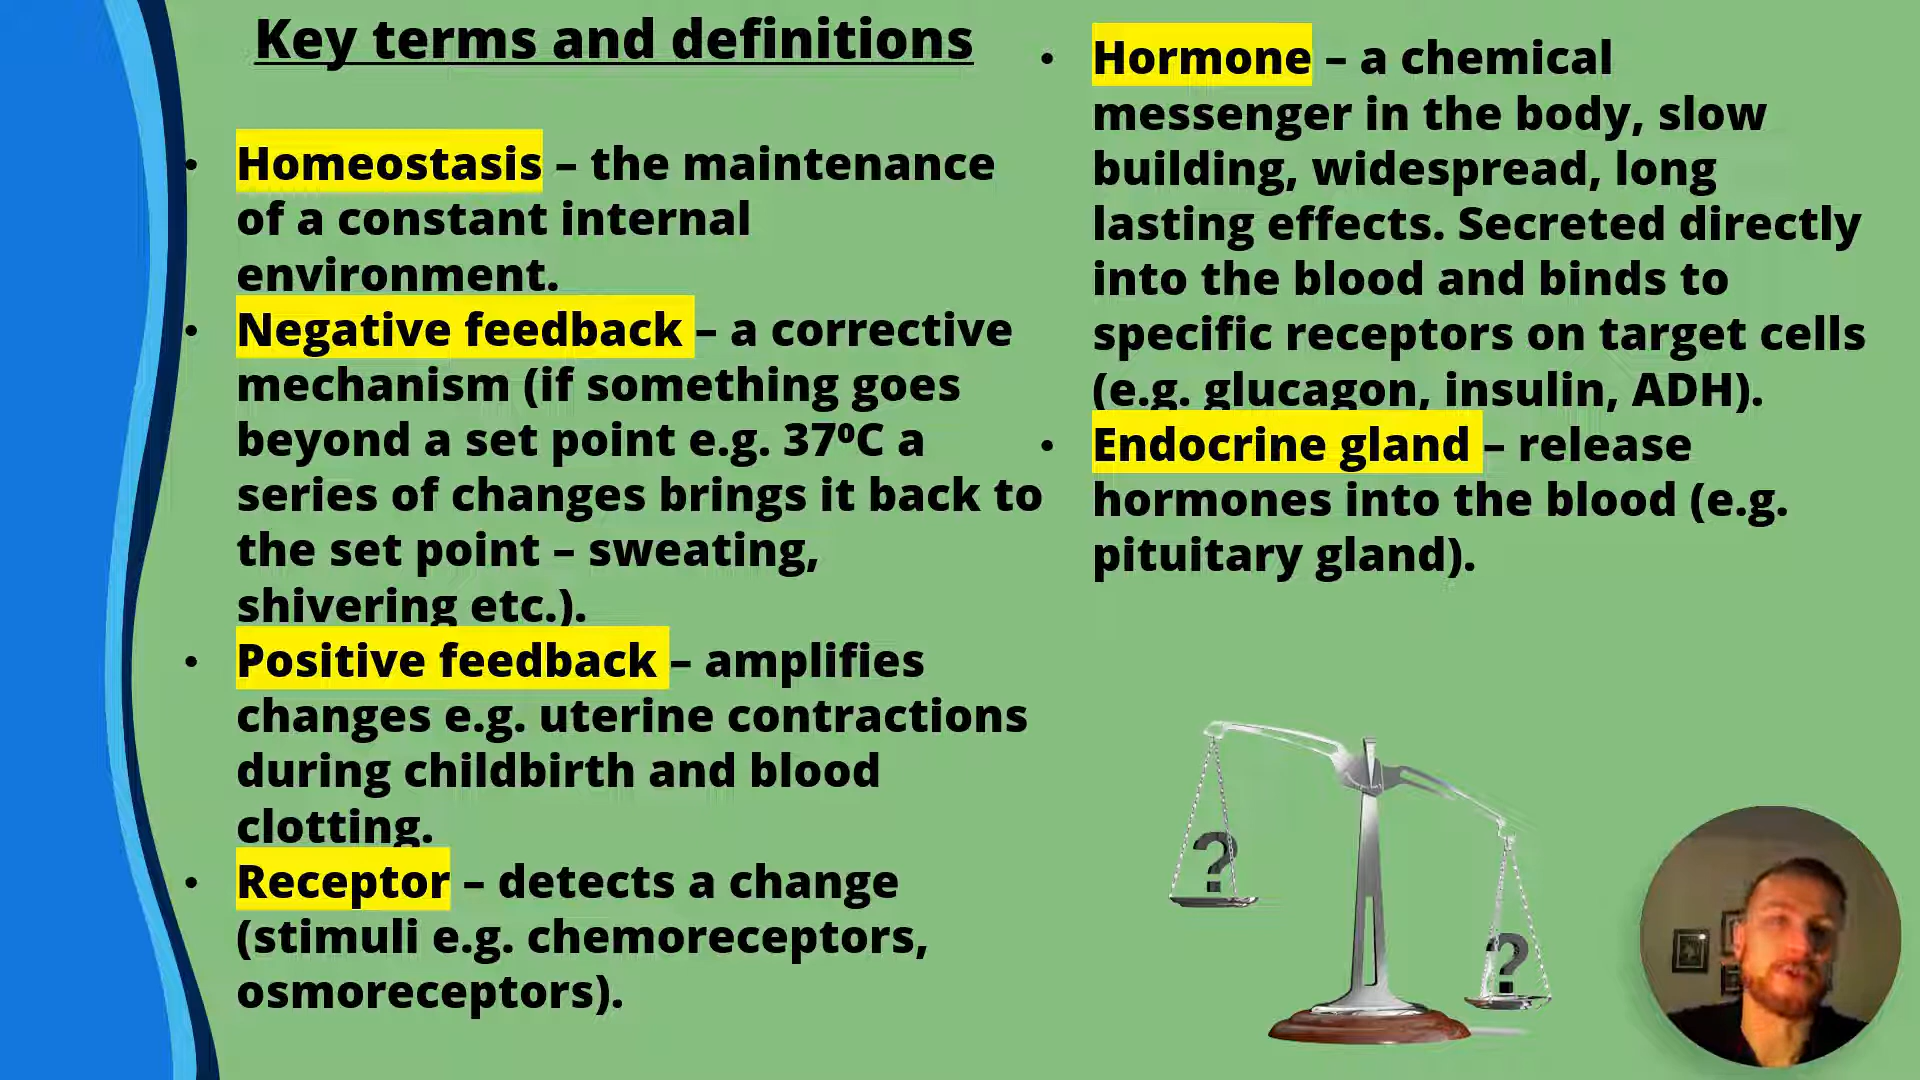 Key terms and definitions
• Homeostasis – the maintenance
of a constant internal
environment.
• Negative feedback – a corrective
mechanism (if something goes
beyond a set point e.g. 37⁰C a
series of changes brings it back to
the set point – sweating,
shivering etc.).
• Positive feedback – amplifies
changes e.g. uterine contractions
during childbirth and blood
clotting.
• Receptor – detects a change
(stimuli e.g. chemoreceptors,
osmoreceptors).
• Hormone – a chemical
messenger in the body, slow
building, widespread, long
lasting effects. Secreted directly
into the blood and binds to
specific receptors on target cells
(e.g. glucagon, insulin, ADH).
• Endocrine gland – release
hormones into the blood (e.g.
pituitary gland).
?
?